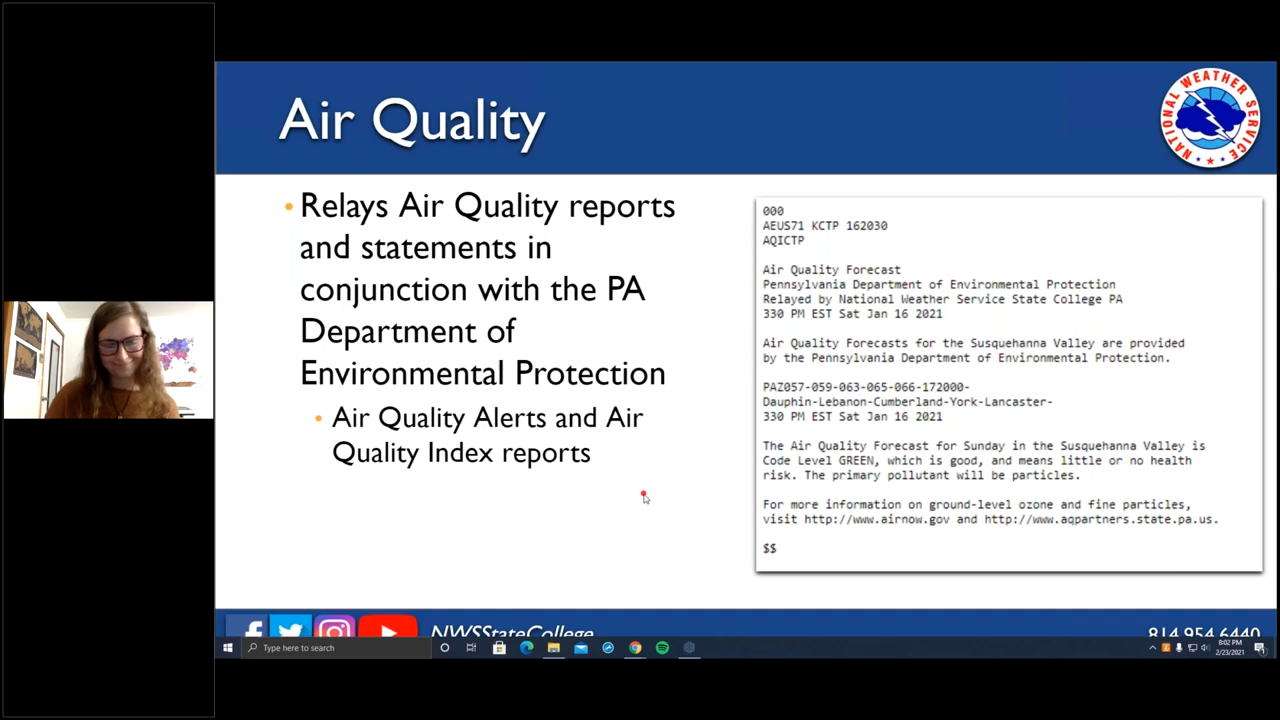 Air Quality
NATIONAL WEATHER SERVICE
Relays Air Quality reports
and statements in
conjunction with the PA
Department of
Environmental Protection
Air Quality Alerts and Air
Quality Index reports
000
AEUS71 KCTP 162030
AQICTP
Air Quality Forecast
Pennsylvania Department of Environmental Protection
Relayed by National Weather Service State College PA
330 PM EST Sat Jan 16 2021
Air Quality Forecasts for the Susquehanna Valley are provided
by the Pennsylvania Department of Environmental Protection.
PAZ057-059-063-065-066-172000-
Dauphin-Lebanon-Cumberland-York-Lancaster-
330 PM EST Sat Jan 16 2021
The Air Quality Forecast for Sunday in the Susquehanna Valley is
Code Level GREEN, which is good, and means little or no health
risk. The primary pollutant will be particles.
For more information on ground-level ozone and fine particles,
visit http://www.airnow.gov and http://www.aqpartners.state.pa.us.
$$
NWSStateCollege
814.954.6440
Type here to search
8:02 PM
2/23/2021